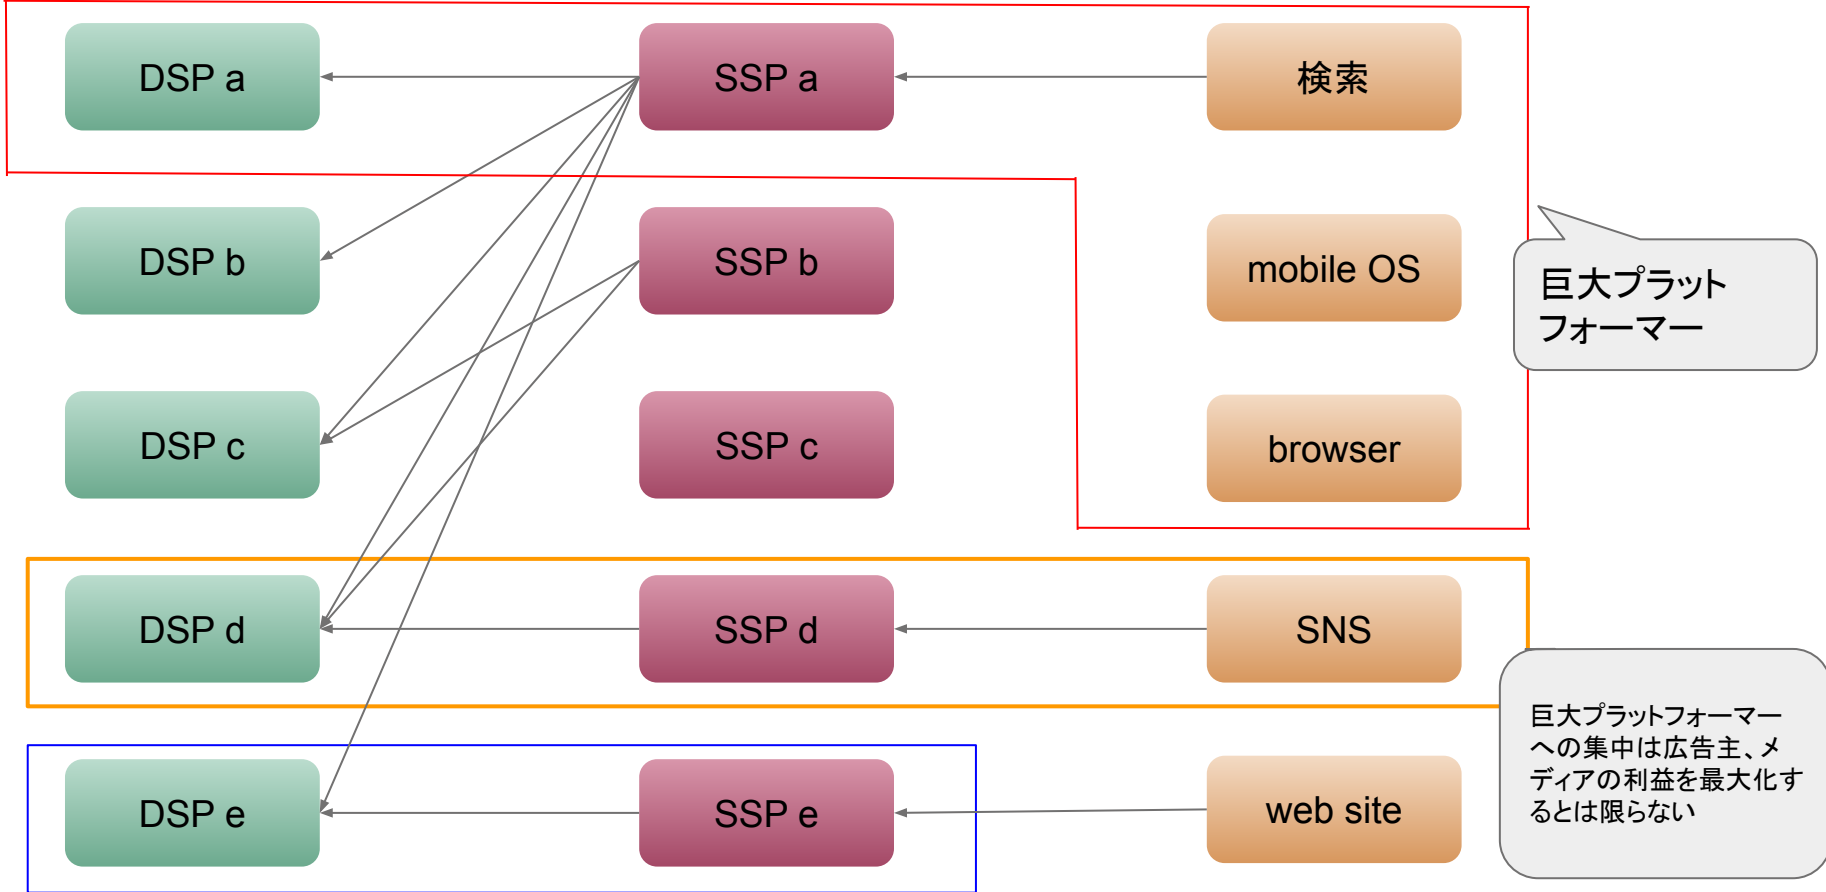 DSP a
SSP a
検索
DSP b
SSP b
mobile OS
巨大プラット
フォーマー
DSP c
SSP c
browser
DSP d
SSP d
SNS
巨大プラットフォーマー
への集中は広告主、メ
ディアの利益を最大化す
るとは限らない
DSP e
SSP e
web site